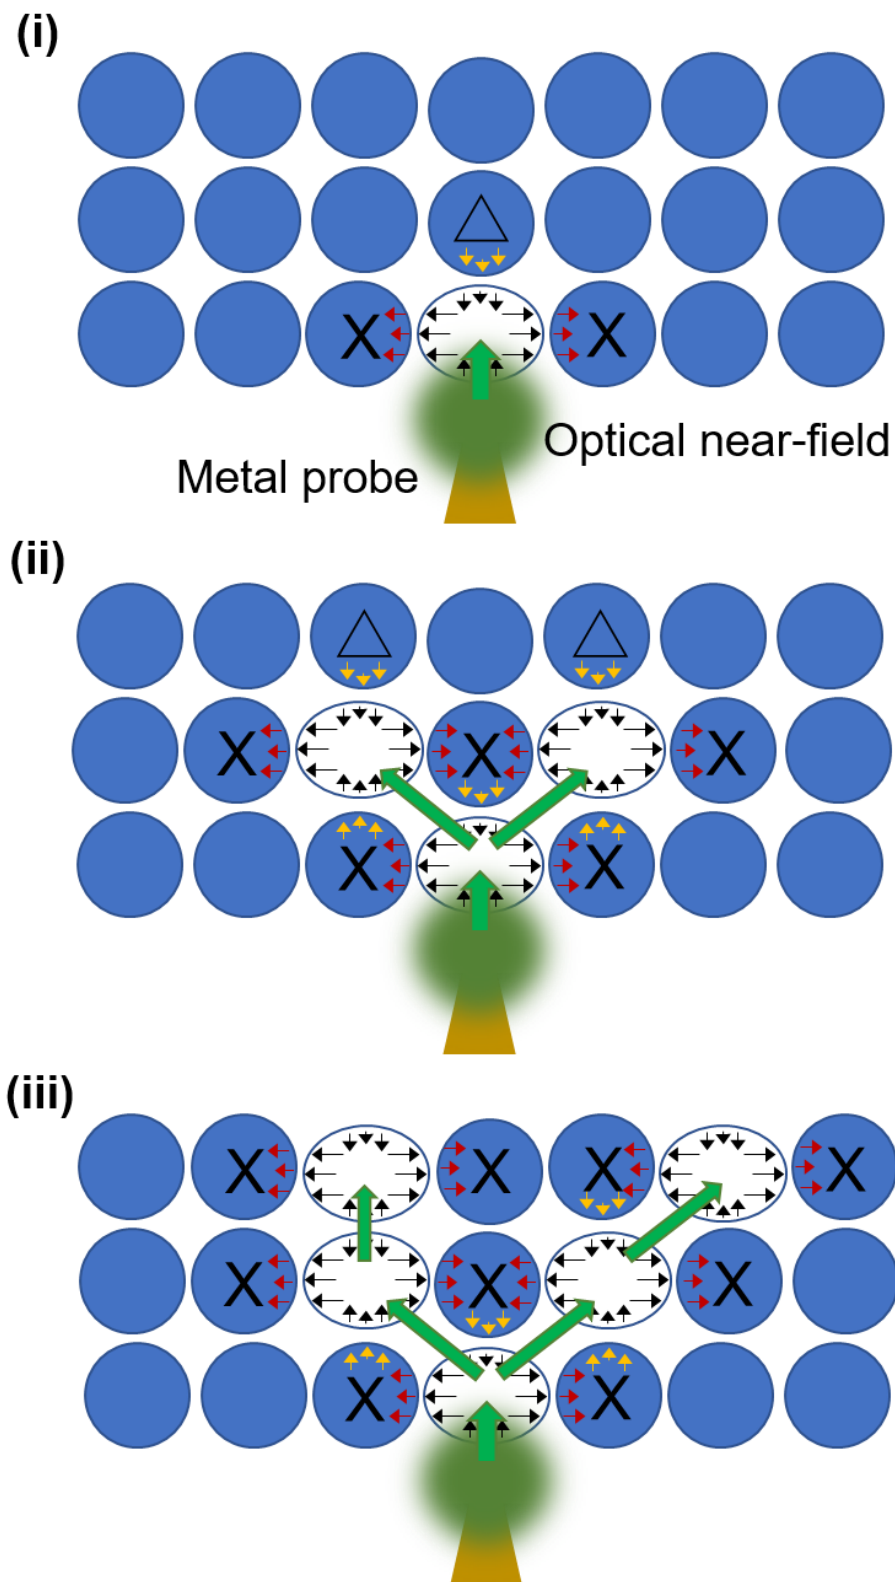 (i)
X X
Optical near-field
Metal probe
(ii)
X X X
X X
(iii)
X X X X
X X X
X X